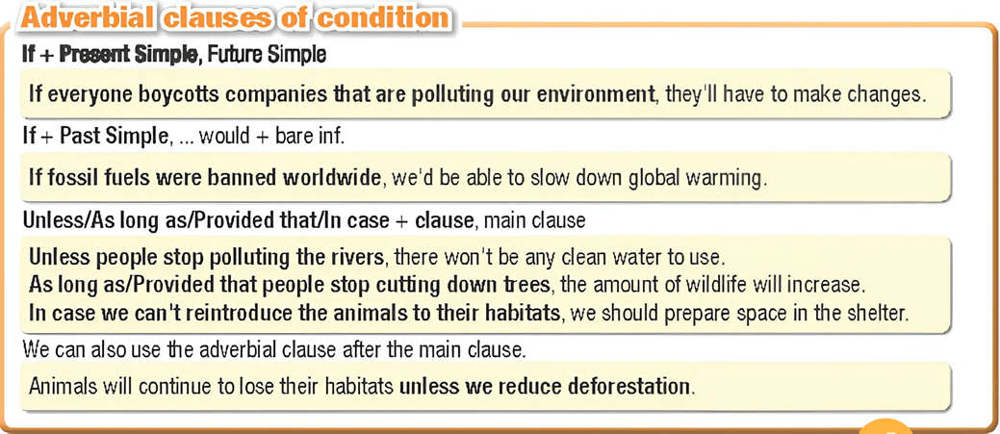 Adverbial clauses of condition
If + Present Simple, Future Simple
If everyone boycotts companies that are polluting our environment, they'll have to make changes.
If + Past Simple, ... would + bare inf.
If fossil fuels were banned worldwide, we'd be able to slow down global warming.
Unless/As long as/Provided that/In case + clause, main clause
Unless people stop polluting the rivers, there won't be any clean water to use.
As long as/Provided that people stop cutting down trees, the amount of wildlife will increase.
In case we can't reintroduce the animals to their habitats, we should prepare space in the shelter.
We can also use the adverbial clause after the main clause.
Animals will continue to lose their habitats unless we reduce deforestation.